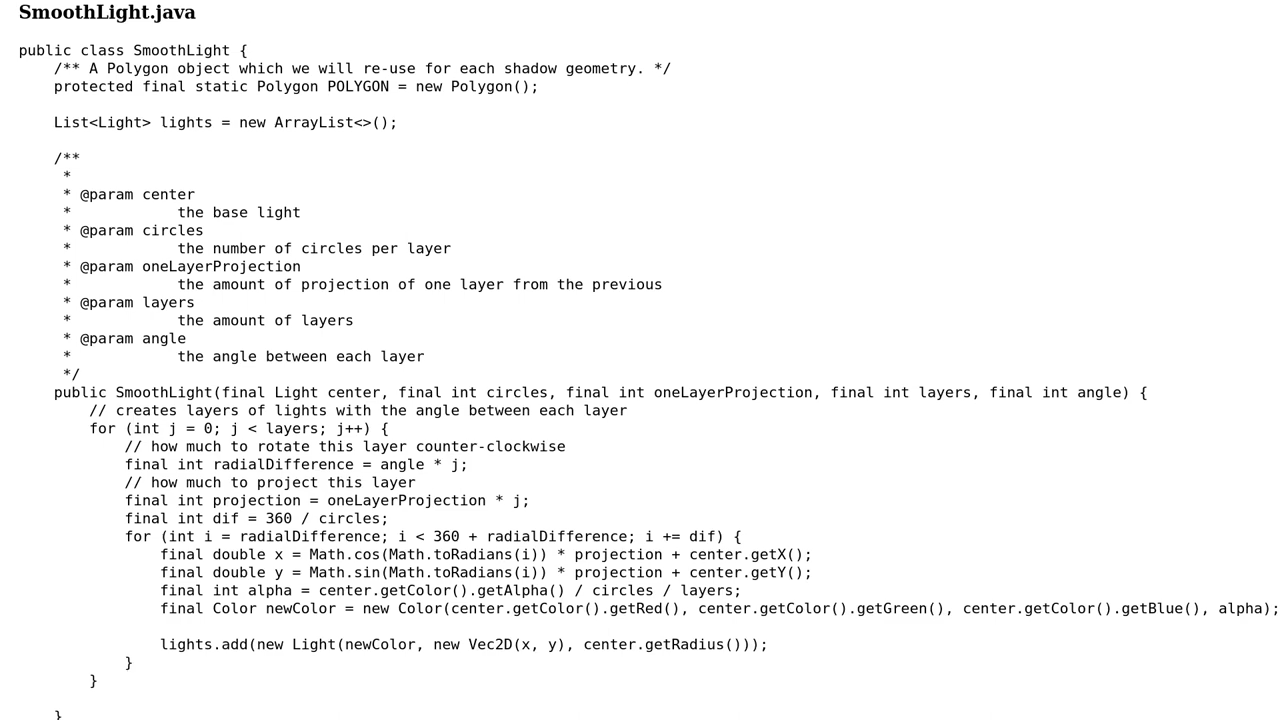 SmoothLight.java
public class SmoothLight {
    /** A Polygon object which we will re-use for each shadow geometry. */
    protected final static Polygon POLYGON = new Polygon();

    List<Light> lights = new ArrayList<>();

    /**
     *
     * @param center
     *            the base light
     * @param circles
     *            the number of circles per layer
     * @param oneLayerProjection
     *            the amount of projection of one layer from the previous
     * @param layers
     *            the amount of layers
     * @param angle
     *            the angle between each layer
     */
    public SmoothLight(final Light center, final int circles, final int oneLayerProjection, final int layers, final int angle) {
        // creates layers of lights with the angle between each layer
        for (int j = 0; j < layers; j++) {
            // how much to rotate this layer counter-clockwise
            final int radialDifference = angle * j;
            // how much to project this layer
            final int projection = oneLayerProjection * j;
            final int dif = 360 / circles;
            for (int i = radialDifference; i < 360 + radialDifference; i += dif) {
                final double x = Math.cos(Math.toRadians(i)) * projection + center.getX();
                final double y = Math.sin(Math.toRadians(i)) * projection + center.getY();
                final int alpha = center.getColor().getAlpha() / circles / layers;
                final Color newColor = new Color(center.getColor().getRed(), center.getColor().getGreen(), center.getColor().getBlue(), alpha);

                lights.add(new Light(newColor, new Vec2D(x, y), center.getRadius()));
            }
        }

    }